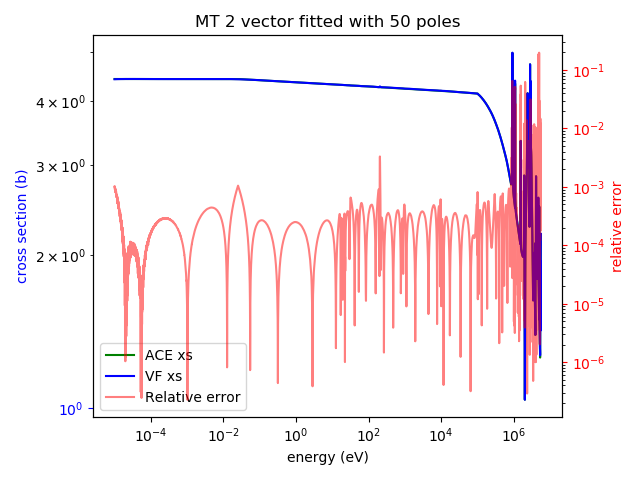 MT 2 vector fitted with 50 poles
cross section (b)
4 × 10⁰
3 × 10⁰
2 × 10⁰
10⁰
10⁻¹
10⁻²
10⁻³
10⁻⁴
10⁻⁵
10⁻⁶
relative error
ACE xs
VF xs
Relative error
10⁻⁴
10⁻²
10⁰
10²
10⁴
10⁶
energy (eV)